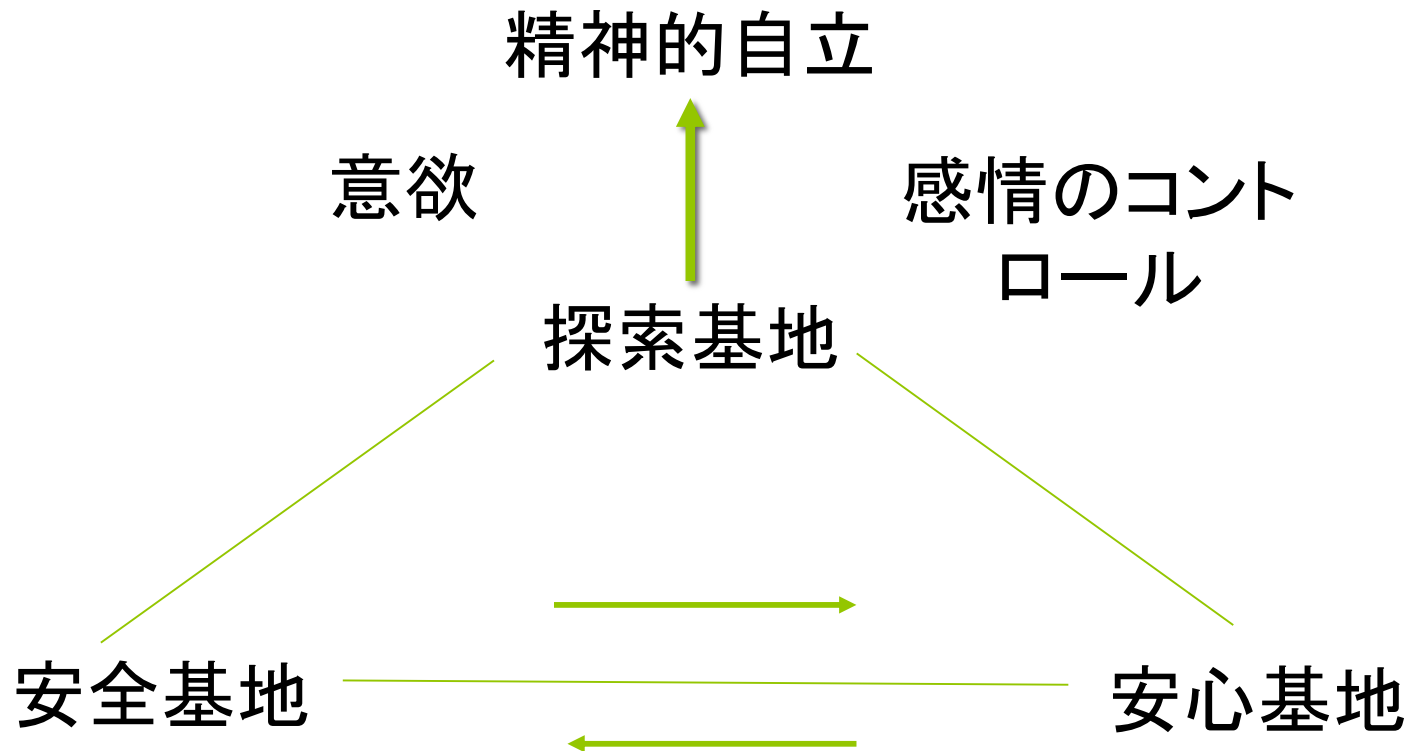 精神的自立
意欲
感情のコント
ロール
探索基地
安全基地
安心基地